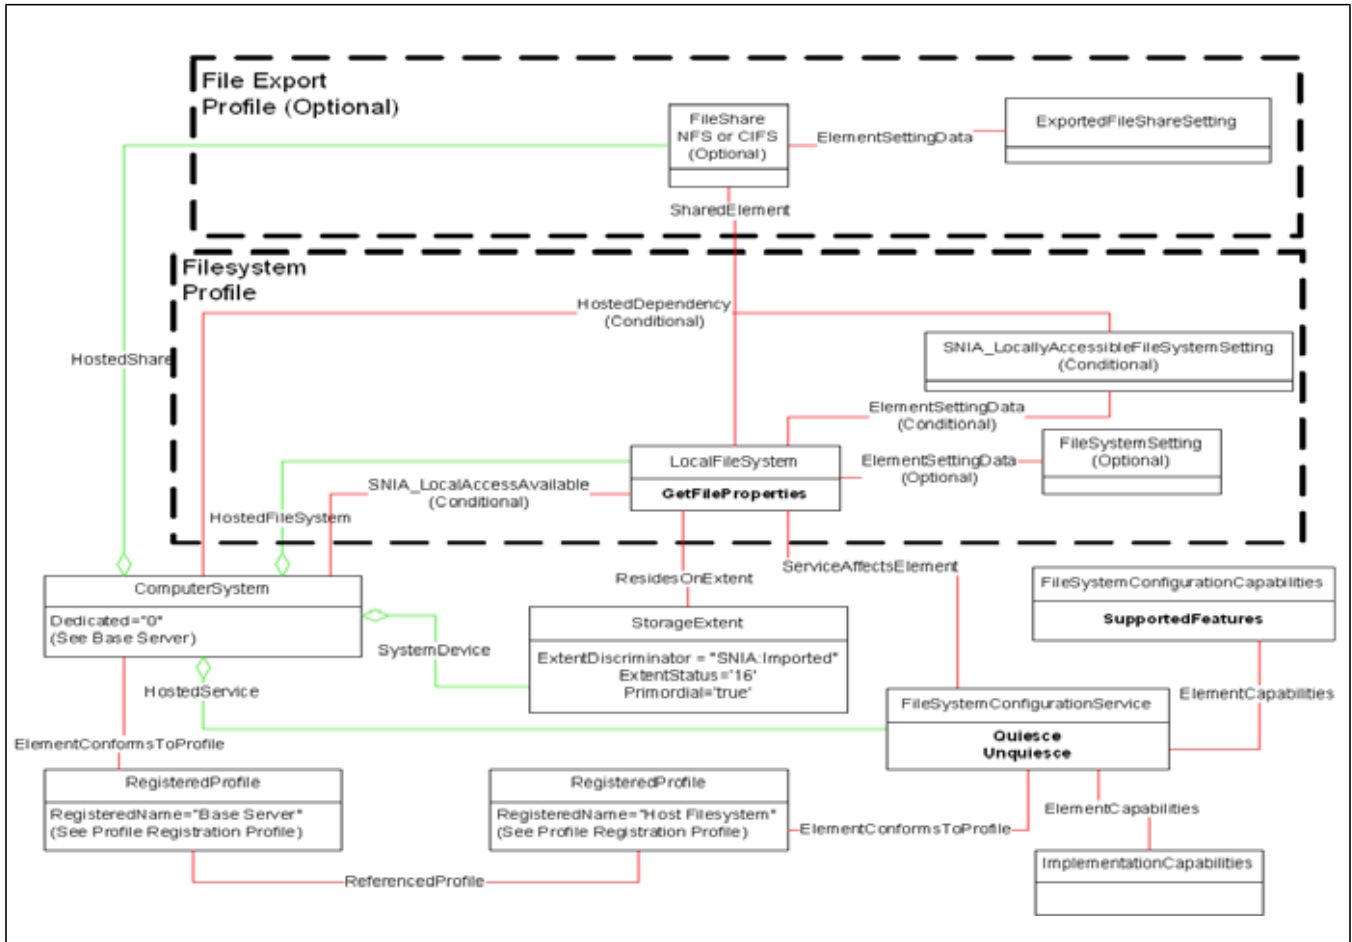 File Export
Profile (Optional)
FileShare
NFS or CIFS
(Optional)
ElementSettingData
ExportedFileShareSetting
SharedElement
Filesystem
Profile
HostedDependency
(Conditional)
HostedShare
SNIA_LocallyAccessibleFileSystemSetting
(Conditional)
ElementSettingData
(Conditional)
FileSystemSetting
(Optional)
LocalFileSystem
GetFileProperties
ElementSettingData
(Optional)
SNIA_LocalAccessAvailable
(Conditional)
HostedFileSystem
ResidesOnExtent
ServiceAffectsElement
ComputerSystem
Dedicated="0"
(See Base Server)
FileSystemConfigurationCapabilities
SupportedFeatures
StorageExtent
ExtentDiscriminator = "SNIA:Imported"
ExtentStatus='16'
Primordial='true'
SystemDevice
HostedService
ElementCapabilities
FileSystemConfigurationService
Quiesce
Unquiesce
ElementConformsToProfile
RegisteredProfile
RegisteredName="Base Server"
(See Profile Registration Profile)
RegisteredProfile
RegisteredName="Host Filesystem"
(See Profile Registration Profile)
ElementConformsToProfile
ElementCapabilities
ImplementationCapabilities
ReferencedProfile